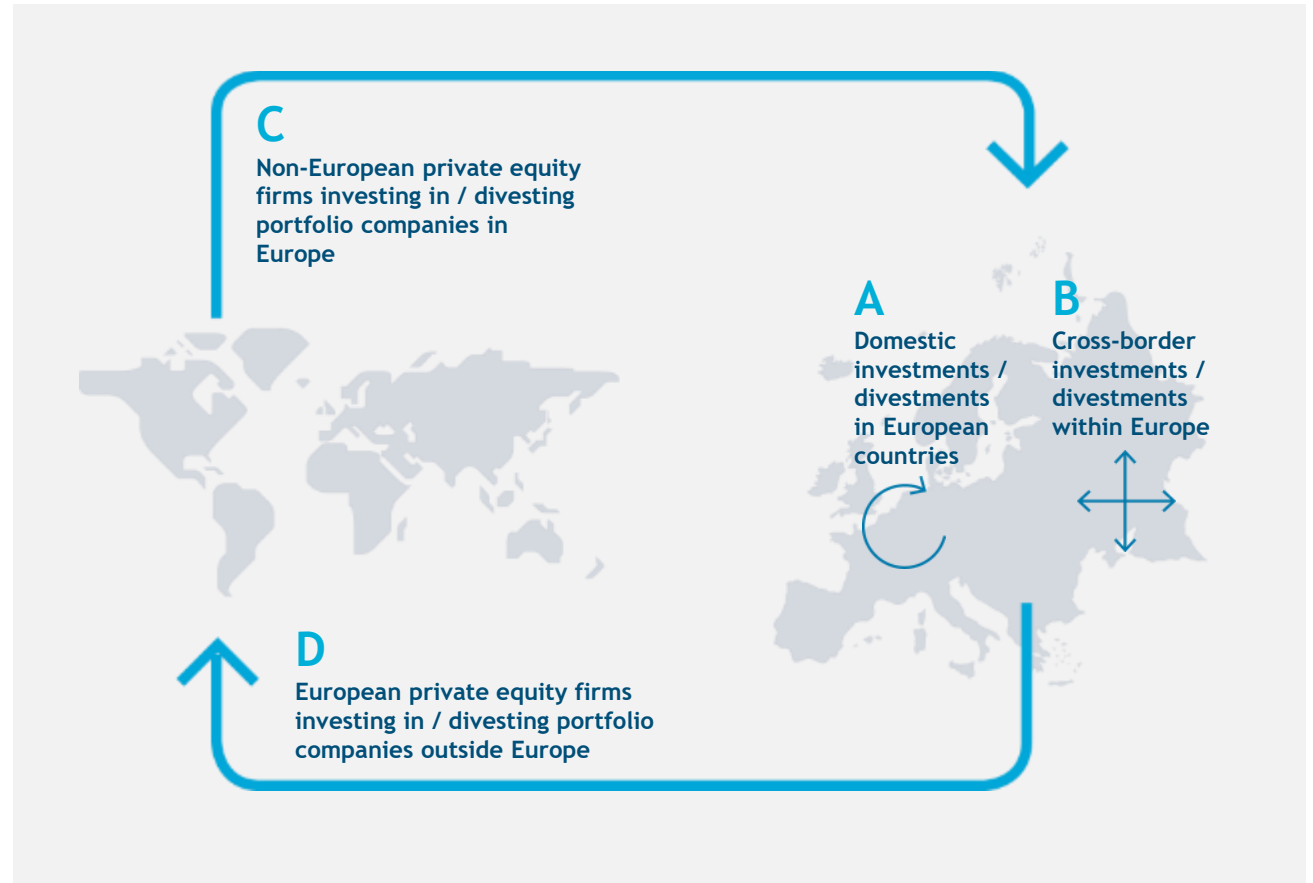 C
Non-European private equity
firms investing in / divesting
portfolio companies in
Europe
A
Domestic
investments /
divestments
in European
countries
B
Cross-border
investments /
divestments
within Europe
D
European private equity firms
investing in / divesting portfolio
companies outside Europe